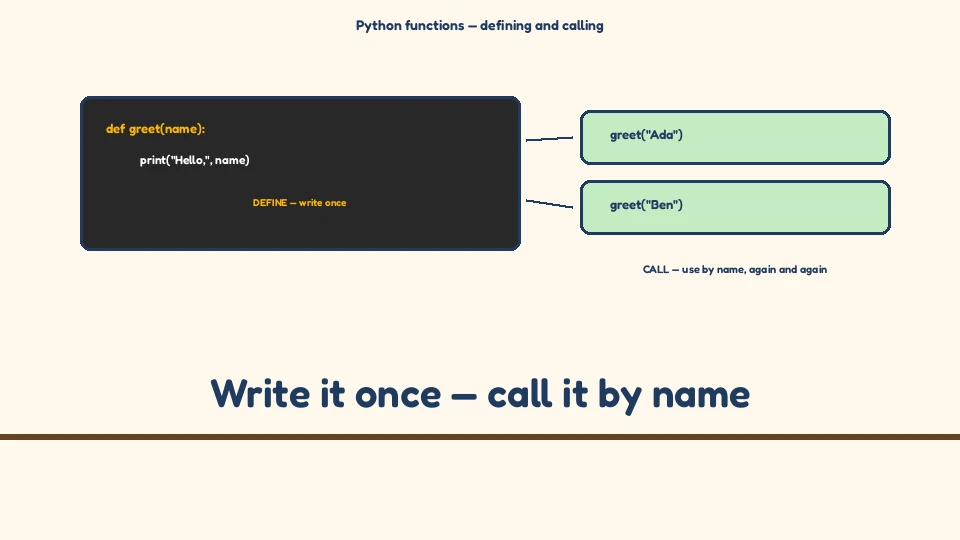 Python functions — defining and calling
def greet(name):
print("Hello,", name)
DEFINE — write once
greet("Ada")
greet("Ben")
CALL — use by name, again and again
Write it once — call it by name